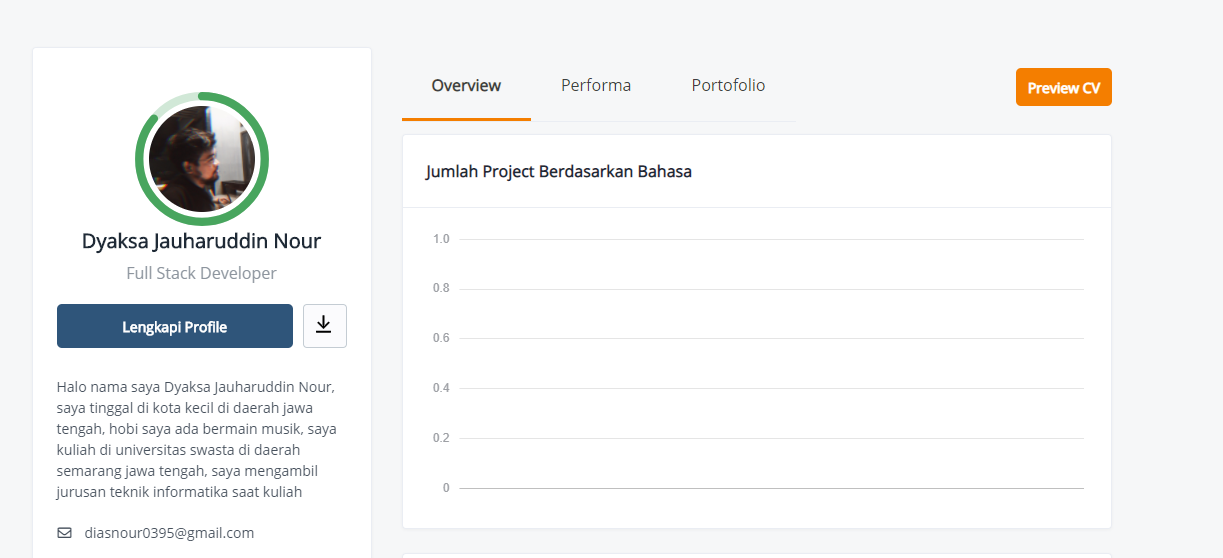 Overview
Performa
Portofolio
Preview CV
Dyaksa Jauharuddin Nour
Full Stack Developer
Lengkapi Profile
Halo nama saya Dyaksa Jauharuddin Nour,
saya tinggal di kota kecil di daerah jawa
tengah, hobi saya ada bermain musik, saya
kuliah di universitas swasta di daerah
semarang jawa tengah, saya mengambil
jurusan teknik informatika saat kuliah
diasnour0395@gmail.com
Jumlah Project Berdasarkan Bahasa
1.0
0.8
0.6
0.4
0.2
0